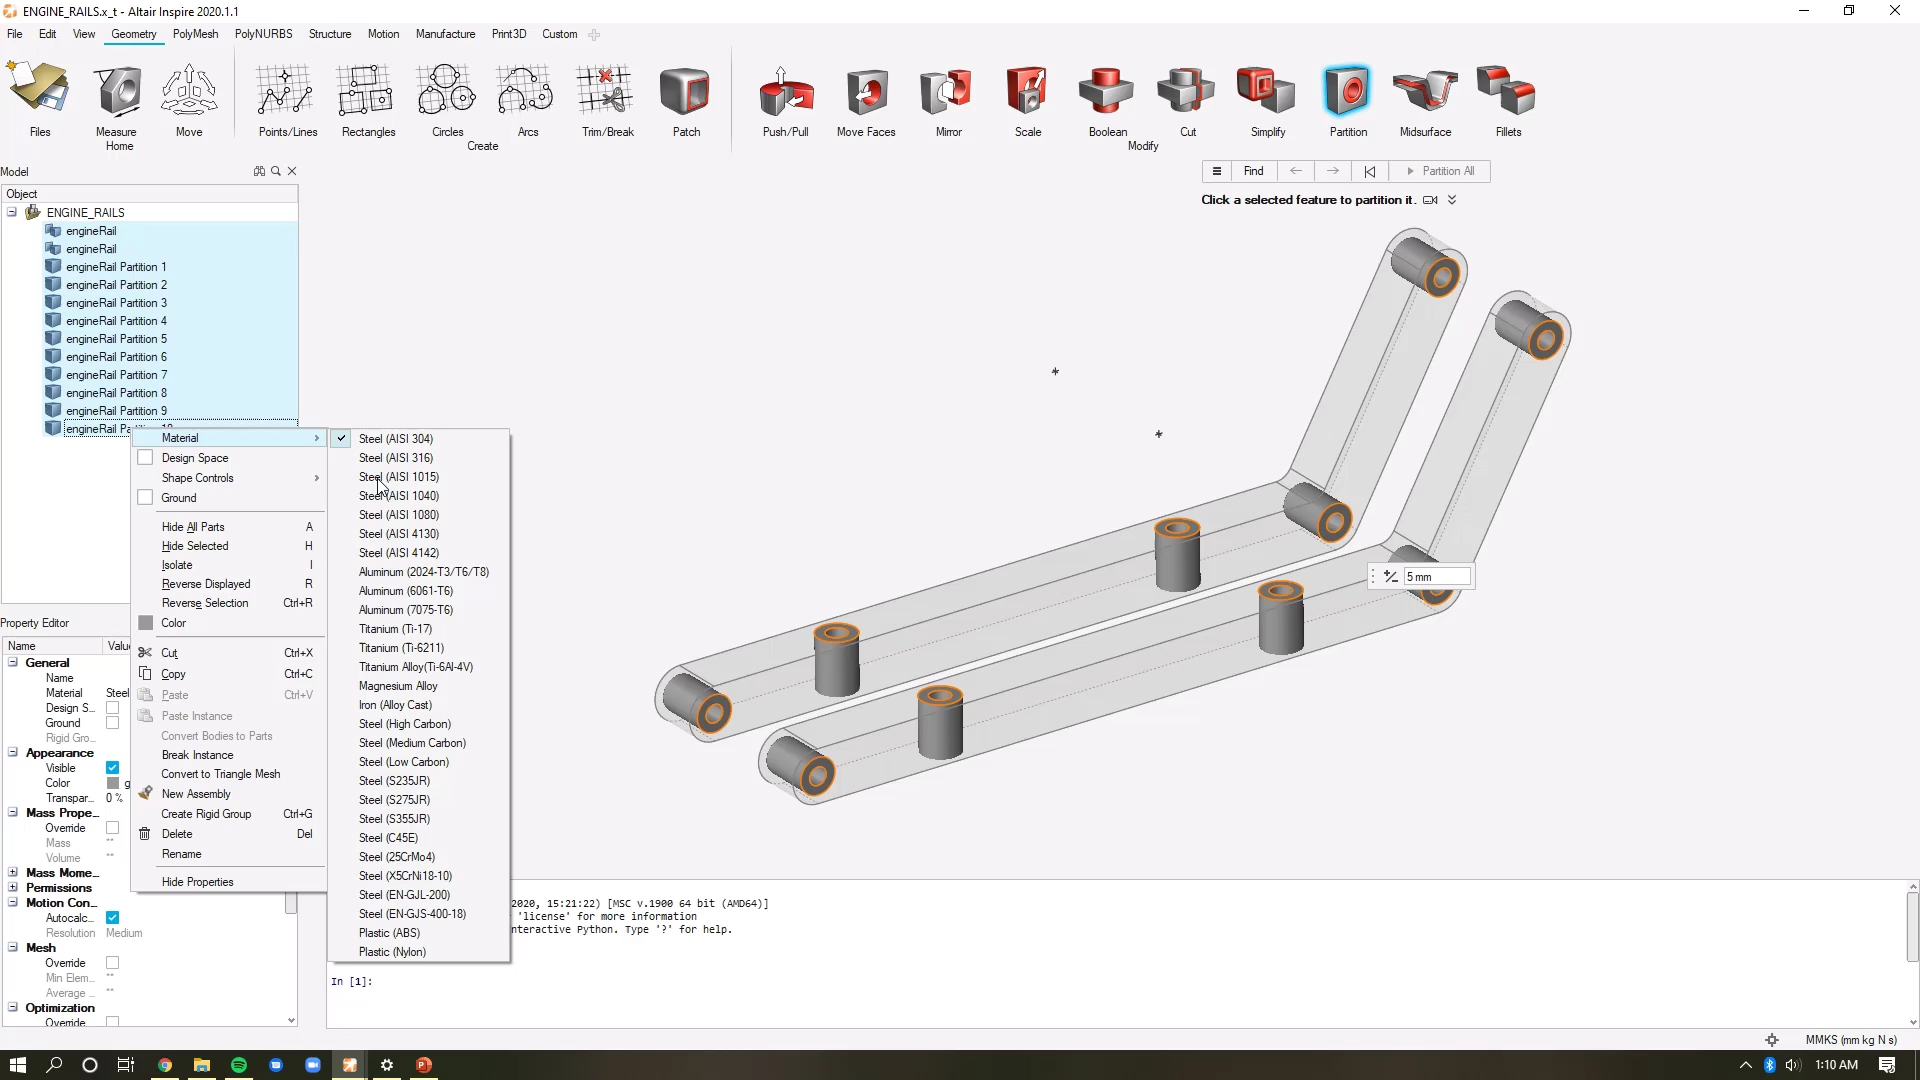 ENGINE_RAILS.x_t - Altair Inspire 2020.1.1
File Edit View Geometry PolyMesh PolyNURBS Structure Motion Manufacture Print3D Custom
Files Measure Move Points/Lines Rectangles Circles Arcs Trim/Break Patch Push/Pull Move Faces Mirror Scale Boolean Cut Simplify Partition Midsurface Fillets
Home Create Modify
Model
Find Partition All
Object
Click a selected feature to partition it.
ENGINE_RAILS
engineRail
engineRail
engineRail Partition 1
engineRail Partition 2
engineRail Partition 3
engineRail Partition 4
engineRail Partition 5
engineRail Partition 6
engineRail Partition 7
engineRail Partition 8
engineRail Partition 9
engineRail
Material
Design Space
Shape Controls
Ground
Hide All Parts A
Hide Selected H
Isolate I
Reverse Displayed R
Reverse Selection Ctrl+R
Color
Cut Ctrl+X
Copy Ctrl+C
Paste Ctrl+V
Paste Instance
Convert Bodies to Parts
Break Instance
Convert to Triangle Mesh
New Assembly
Create Rigid Group Ctrl+G
Delete Del
Rename
Hide Properties
Steel (AISI 304)
Steel (AISI 316)
Steel (AISI 1015)
Steel (AISI 1040)
Steel (AISI 1080)
Steel (AISI 4130)
Steel (AISI 4142)
Aluminum (2024-T3/T6/T8)
Aluminum (6061-T6)
Aluminum (7075-T6)
Titanium (Ti-17)
Titanium (Ti-6211)
Titanium Alloy(Ti-6Al-4V)
Magnesium Alloy
Iron (Alloy Cast)
Steel (High Carbon)
Steel (Medium Carbon)
Steel (Low Carbon)
Steel (S235JR)
Steel (S275JR)
Steel (S355JR)
Steel (C45E)
Steel (25CrMo4)
Steel (X5CrNi18-10)
Steel (EN-GJL-200)
Steel (EN-GJS-400-18)
Plastic (ABS)
Plastic (Nylon)
5 mm
Property Editor
Name
General
Name
Material Steel
Design S...
Ground
Rigid Gro...
Appearance
Visible
Color
Transpar... 0 %
Mass Prope...
Override
Mass **
Volume **
Mass Mome...
Permissions
Motion Con...
Autocalc...
Resolution Medium
Mesh
Override
Min Elem... **
Average ... **
Optimization
Override
2020, 15:21:22) [MSC v.1900 64 bit (AMD64)]
'license' for more information
nteractive Python. Type '?' for help.
In [1]:
MMKS (mm kg N s)
1:10 AM